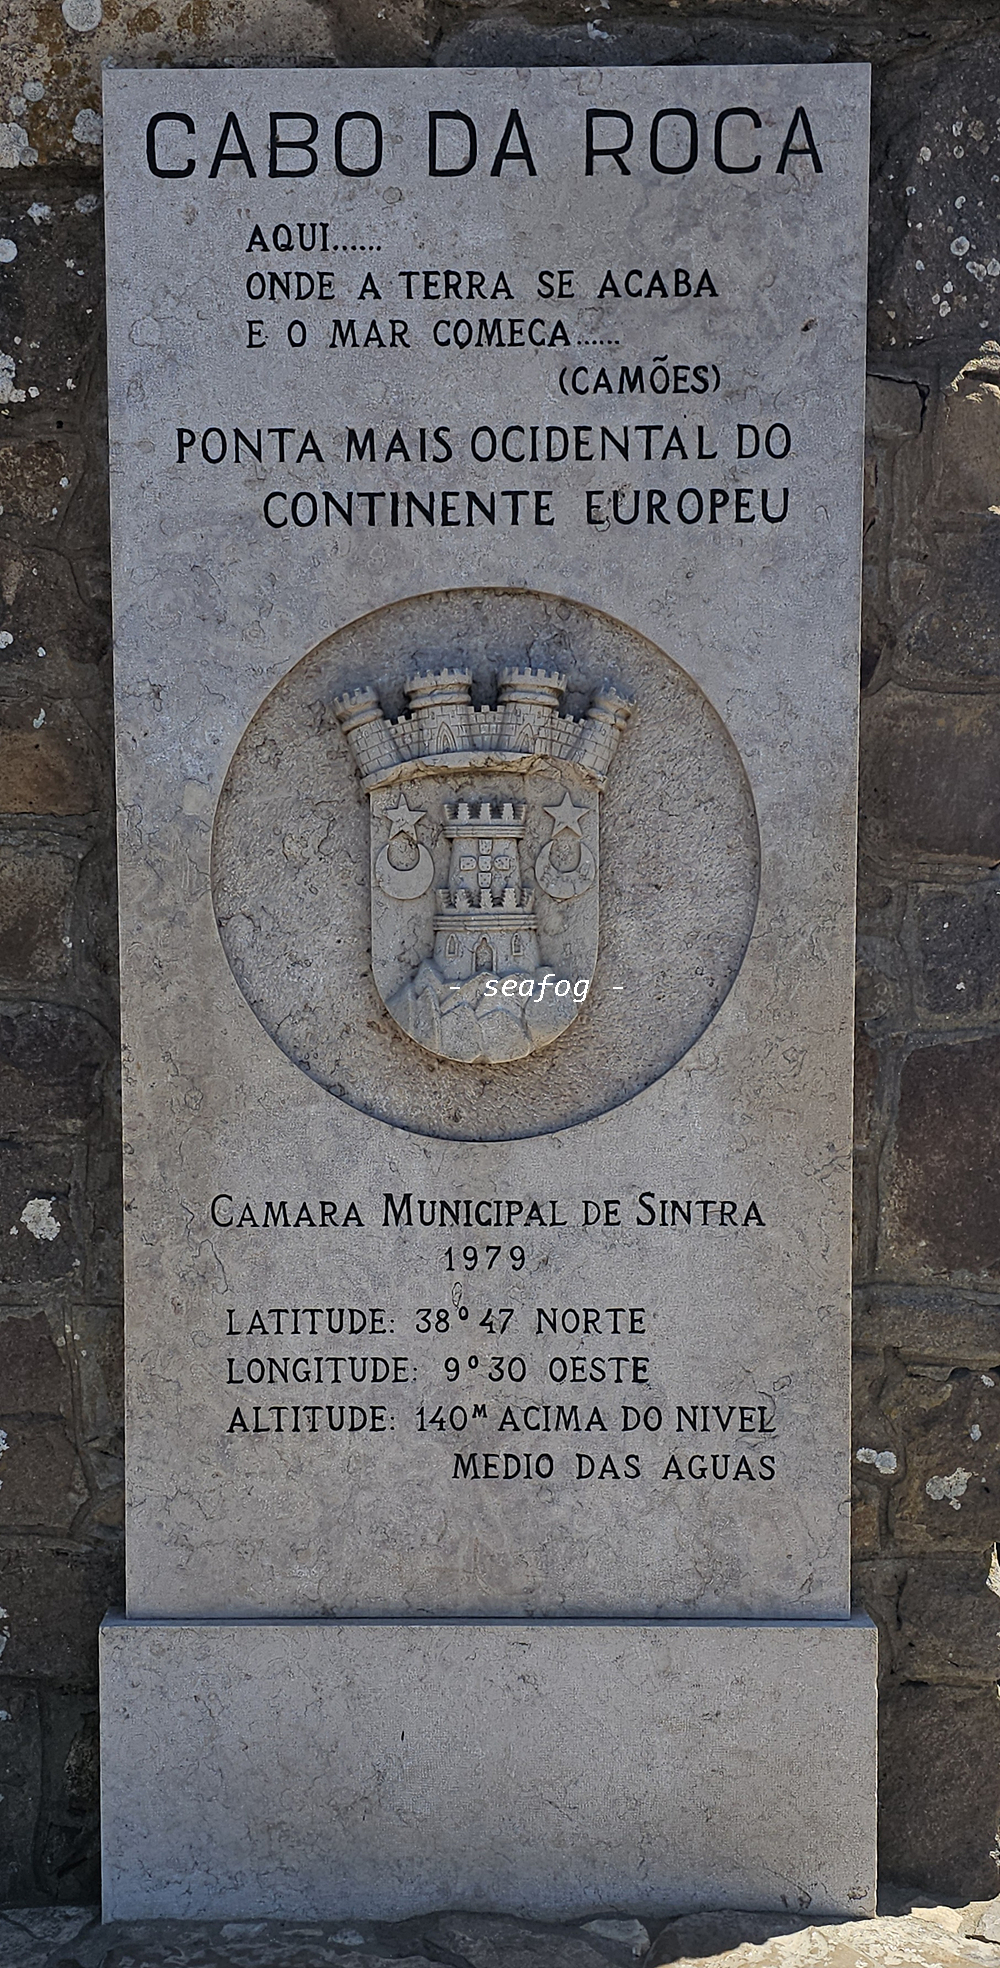 CABO DA ROCA
AQUI......
ONDE A TERRA SE ACABA
E O MAR COMEÇA......
(CAMÕES)
PONTA MAIS OCIDENTAL DO
CONTINENTE EUROPEU
- seafog -
CAMARA MUNICIPAL DE SINTRA
1979
LATITUDE: 38º 47 NORTE
LONGITUDE: 9º 30 OESTE
ALTITUDE: 140M ACIMA DO NIVEL
MEDIO DAS AGUAS